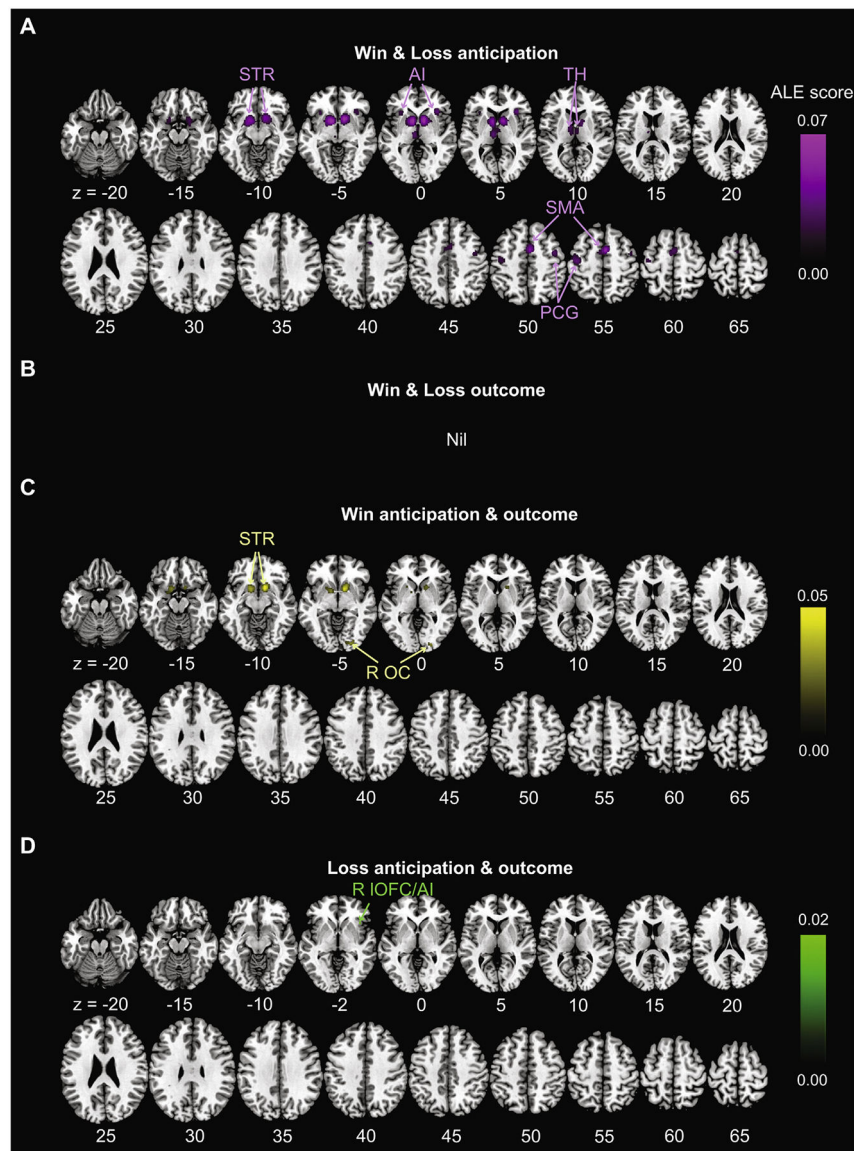 A
Win & Loss anticipation
STR AI TH
ALE score
0.07
z = -20 -15 -10 -5 0 5 10 15 20
SMA
0.00
PCG
25 30 35 40 45 50 55 60 65
B
Win & Loss outcome
Nil
C
Win anticipation & outcome
STR
0.05
z = -20 -15 -10 -5 0 5 10 15 20
R OC
0.00
25 30 35 40 45 50 55 60 65
D
Loss anticipation & outcome
R lOFC/AI
0.02
z = -20 -15 -10 -2 0 5 10 15 20
0.00
25 30 35 40 45 50 55 60 65